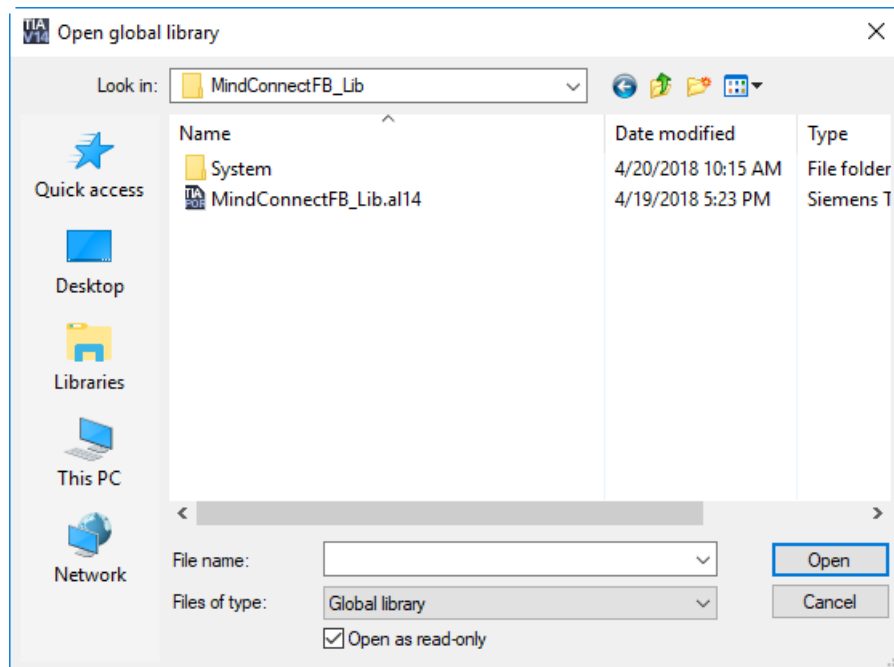 TIA V14 Open global library
Look in: MindConnectFB_Lib
Name Date modified Type
System 4/20/2018 10:15 AM File folder
MindConnectFB_Lib.al14 4/19/2018 5:23 PM Siemens T
Quick access
Desktop
Libraries
This PC
Network
File name: Open
Files of type: Global library Cancel
Open as read-only